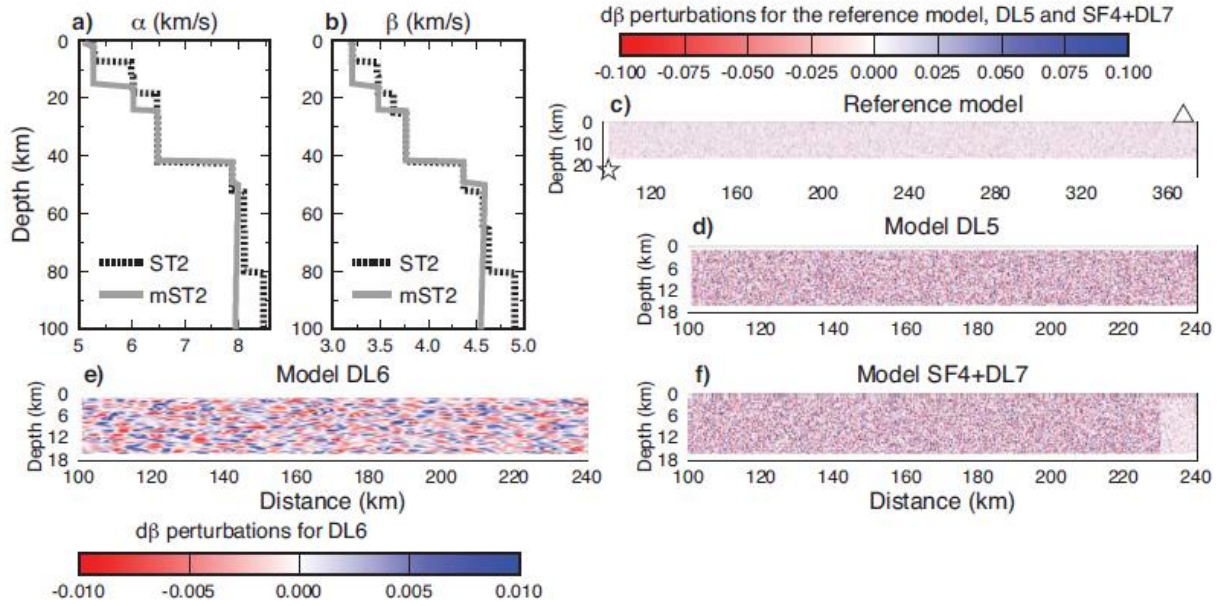 a) α (km/s)
b) β (km/s)
Depth (km)
0
20
40
60
80
100
0
20
40
60
80
100
5
6
7
8
3.0
3.5
4.0
4.5
5.0
ST2
mST2
ST2
mST2
dβ perturbations for the reference model, DL5 and SF4+DL7
-0.100 -0.075 -0.050 -0.025 0.000 0.025 0.050 0.075 0.100
c) Reference model
Depth (km)
0
10
20
120 160 200 240 280 320 360
d) Model DL5
Depth (km)
0
6
12
18
100 120 140 160 180 200 220 240
e) Model DL6
Depth (km)
0
6
12
18
100 120 140 160 180 200 220 240
Distance (km)
dβ perturbations for DL6
-0.010 -0.005 0.000 0.005 0.010
f) Model SF4+DL7
Depth (km)
0
6
12
18
100 120 140 160 180 200 220 240
Distance (km)